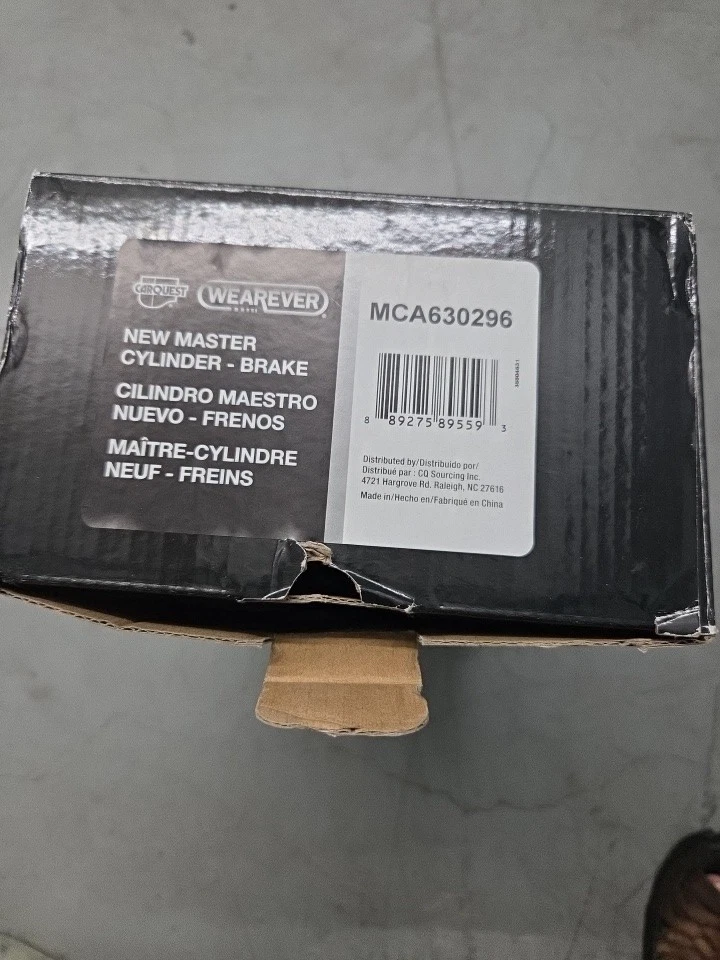 CARQUEST WEAREVER
NEW MASTER
CYLINDER - BRAKE
CILINDRO MAESTRO
NUEVO - FRENOS
MAÎTRE-CYLINDRE
NEUF - FREINS
MCA630296
8 89275 89559 3
Distributed by/Distribuido por/
Distribué par : CQ Sourcing Inc.
4721 Hargrove Rd. Raleigh, NC 27616
Made in/Hecho en/Fabriqué en China